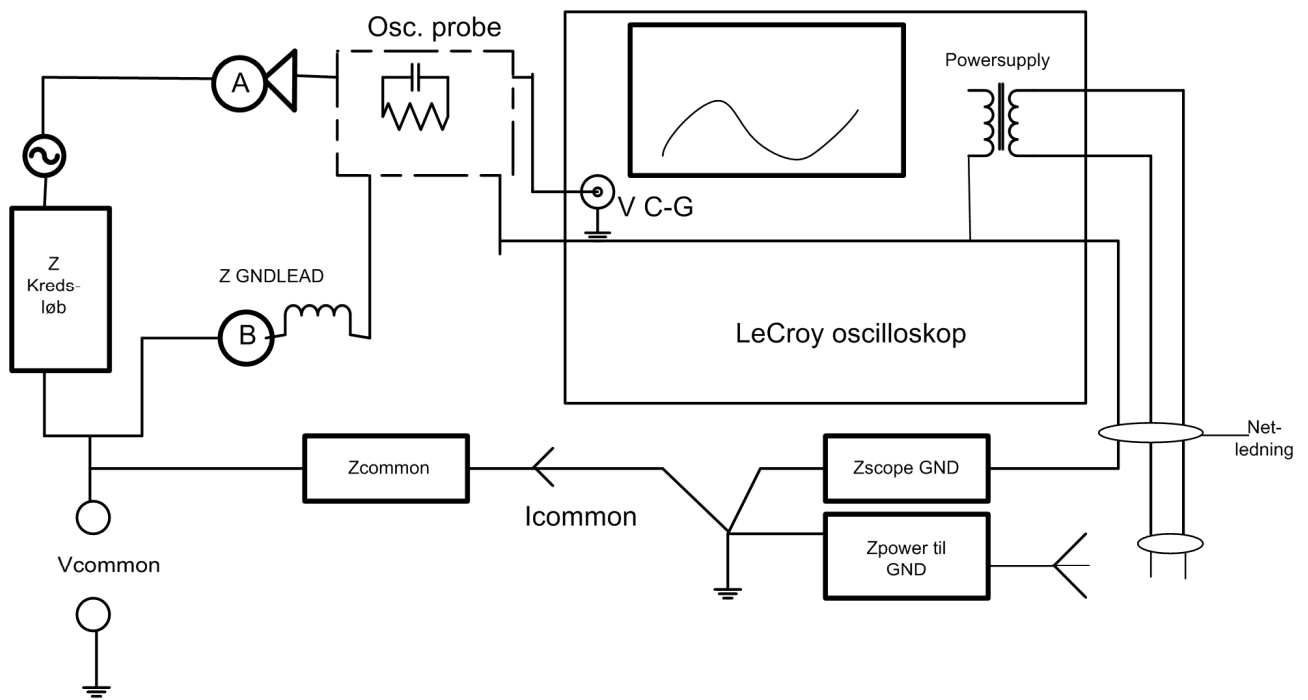 Osc. probe
Powersupply
A
V C-G
Z
Kreds-
løb
Z GNDLEAD
B
LeCroy oscilloskop
Net-
ledning
Zcommon
Zscope GND
Icommon
Zpower til
GND
Vcommon